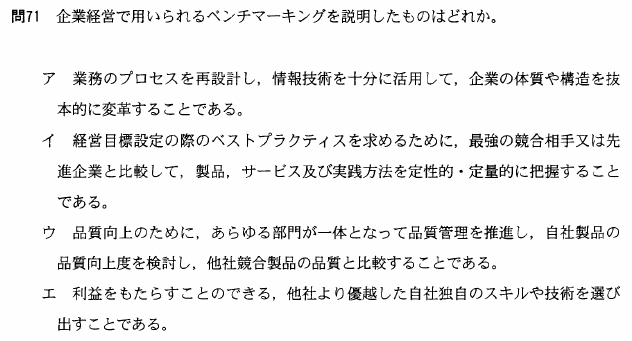 問71　企業経営で用いられるベンチマーキングを説明したものはどれか。
ア　業務のプロセスを再設計し，情報技術を十分に活用して，企業の体質や構造を抜
本的に変革することである。
イ　経営目標設定の際のベストプラクティスを求めるために，最強の競合相手又は先
進企業と比較して，製品，サービス及び実践方法を定性的・定量的に把握すること
である。
ウ　品質向上のために，あらゆる部門が一体となって品質管理を推進し，自社製品の
品質向上度を検討し，他社競合製品の品質と比較することである。
エ　利益をもたらすことのできる，他社より優越した自社独自のスキルや技術を選び
出すことである。